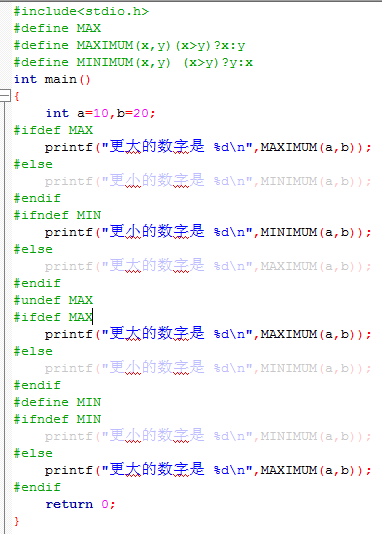 #include<stdio.h>
#define MAX
#define MAXIMUM(x,y)(x>y)?x:y
#define MINIMUM(x,y) (x>y)?y:x
int main()
{
    int a=10,b=20;
#ifdef MAX
    printf("更大的数字是 %d\n",MAXIMUM(a,b));
#else
    printf("更小的数字是 %d\n",MINIMUM(a,b));
#endif
#ifndef MIN
    printf("更小的数字是 %d\n",MINIMUM(a,b));
#else
    printf("更大的数字是 %d\n",MAXIMUM(a,b));
#endif
#undef MAX
#ifdef MAX
    printf("更大的数字是 %d\n",MAXIMUM(a,b));
#else
    printf("更小的数字是 %d\n",MINIMUM(a,b));
#endif
#define MIN
#ifndef MIN
    printf("更小的数字是 %d\n",MINIMUM(a,b));
#else
    printf("更大的数字是 %d\n",MAXIMUM(a,b));
#endif
    return 0;
}